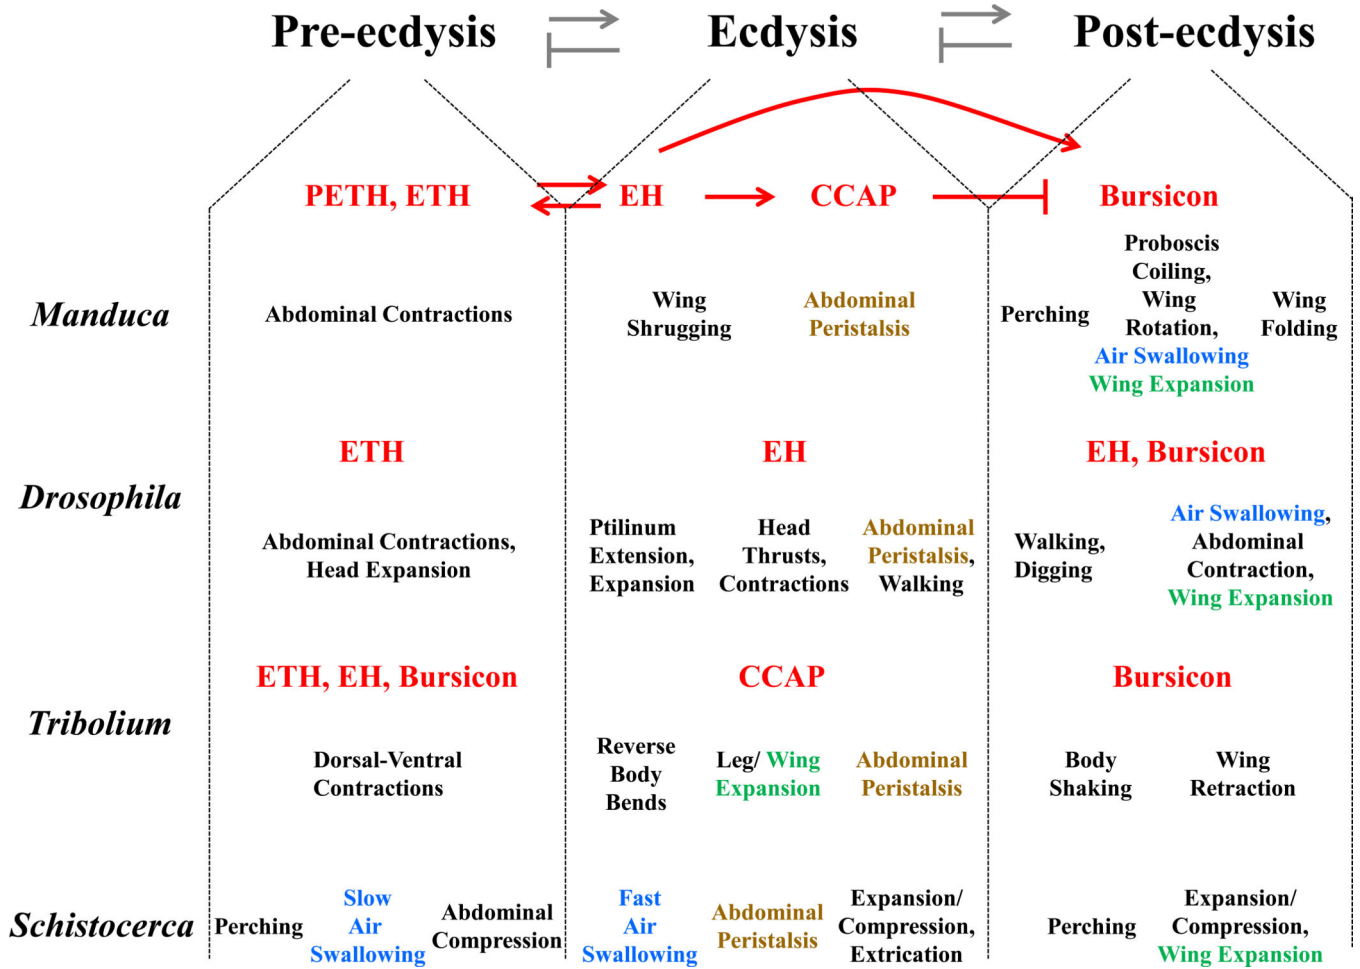 Pre-ecdysis Ecdysis Post-ecdysis
PETH, ETH EH CCAP Bursicon
Manduca
Abdominal Contractions
Wing
Shrugging
Abdominal
Peristalsis
Perching
Proboscis
Coiling,
Wing
Rotation,
Air Swallowing
Wing Expansion
Wing
Folding
ETH EH EH, Bursicon
Drosophila
Abdominal Contractions,
Head Expansion
Ptilinum
Extension,
Expansion
Head
Thrusts,
Contractions
Abdominal
Peristalsis,
Walking
Walking,
Digging
Air Swallowing,
Abdominal
Contraction,
Wing Expansion
ETH, EH, Bursicon CCAP Bursicon
Tribolium
Dorsal-Ventral
Contractions
Reverse
Body
Bends
Leg/ Wing
Expansion
Abdominal
Peristalsis
Body
Shaking
Wing
Retraction
Schistocerca
Perching
Slow
Air
Swallowing
Abdominal
Compression
Fast
Air
Swallowing
Abdominal
Peristalsis
Expansion/
Compression,
Extrication
Perching
Expansion/
Compression,
Wing Expansion